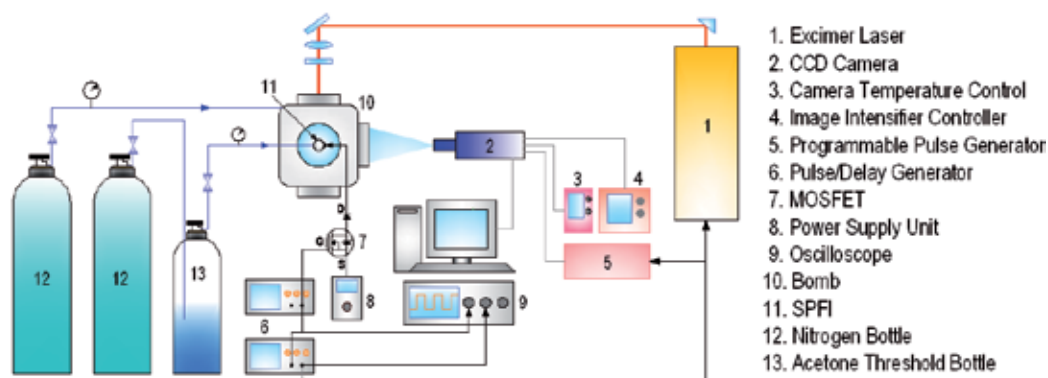 1. Excimer Laser
2. CCD Camera
3. Camera Temperature Control
4. Image Intensifier Controller
5. Programmable Pulse Generator
6. Pulse/Delay Generator
7. MOSFET
8. Power Supply Unit
9. Oscilloscope
10. Bomb
11. SPFI
12. Nitrogen Bottle
13. Acetone Threshold Bottle
11
10
1
2
3
4
D
G
7
S
12
12
13
5
8
9
6